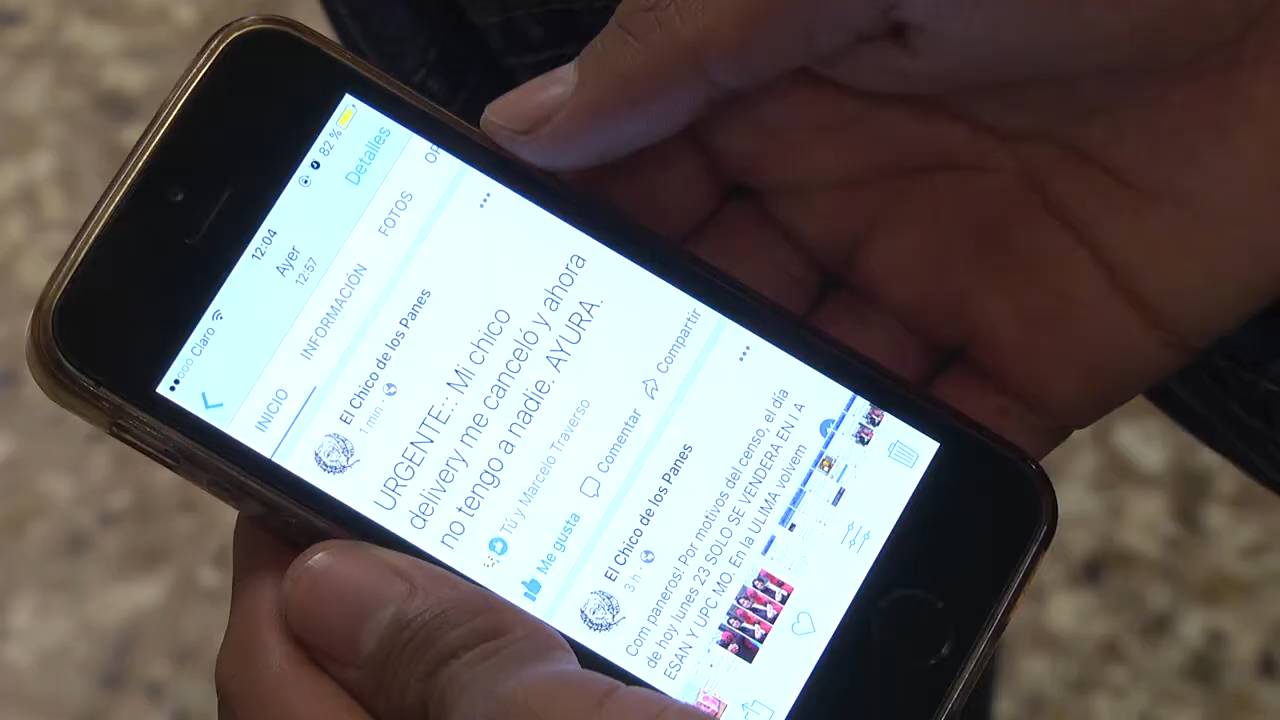 Claro 12:04 82 %
Ayer
12:57
Detalles
INICIO INFORMACIÓN FOTOS
El Chico de los Panes
1 min
URGENTE:: Mi chico
delivery me canceló y ahora
no tengo a nadie. AYURA.
Tú y Marcelo Traverso
Me gusta Comentar Compartir
El Chico de los Panes
3 h
Com paneros! Por motivos del censo, el día
de hoy lunes 23 SOLO SE VENDERA EN
ESAN Y UPC MO. En la ULIMA volvem